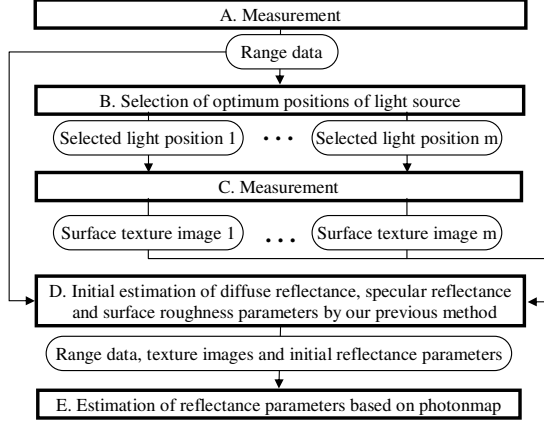 A. Measurement
Range data
B. Selection of optimum positions of light source
Selected light position 1 ··· Selected light position m
C. Measurement
Surface texture image 1 ... Surface texture image m
D. Initial estimation of diffuse reflectance, specular reflectance
and surface roughness parameters by our previous method
Range data, texture images and initial reflectance parameters
E. Estimation of reflectance parameters based on photonmap